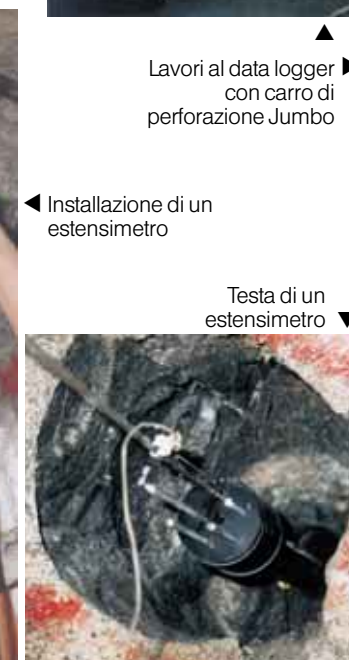 Lavori al data logger
con carro di
perforazione Jumbo
Installazione di un
estensimetro
Testa di un
estensimetro